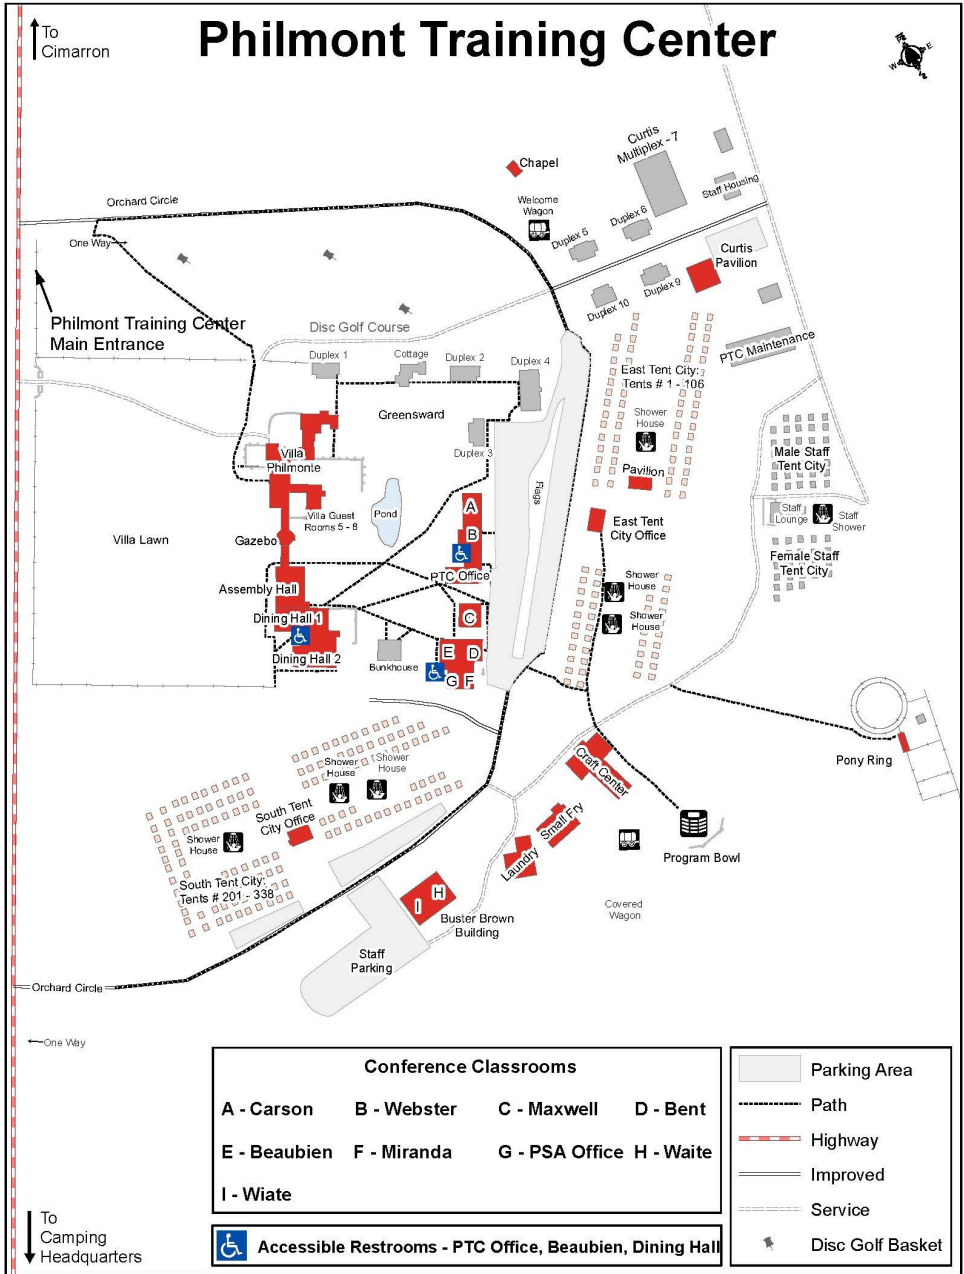 Philmont Training Center
To
Cimarron
N
E
W
S
Chapel
Curtis
Multiplex - 7
Staff Housing
Orchard Circle
Welcome
Wagon
Duplex 6
Duplex 5
One Way
Curtis
Pavilion
Duplex 9
Duplex 10
Philmont Training Center
Main Entrance
Disc Golf Course
PTC Maintenance
Duplex 1
Cottage
Duplex 2
Duplex 4
East Tent City:
Tents # 1 - 106
Greensward
Shower
House
Duplex 3
Male Staff
Tent City
Villa
Philmonte
Pavilion
Flags
A
Villa Guest
Rooms 5 - 8
Pond
Staff
Lounge
Staff
Shower
East Tent
City Office
B
Villa Lawn
Gazebo
Female Staff
Tent City
PTC Office
Shower
House
Assembly Hall
Dining Hall 1
C
Shower
House
Dining Hall 2
Bunkhouse
E
D
G
F
Pony Ring
Shower
House
Shower
House
Craft Center
South Tent
City Office
Small Fry
Shower
House
Laundry
Program Bowl
South Tent City:
Tents # 201 - 338
H
I
Covered
Wagon
Buster Brown
Building
Staff
Parking
Orchard Circle
One Way
Conference Classrooms
A - Carson B - Webster C - Maxwell D - Bent
E - Beaubien F - Miranda G - PSA Office H - Waite
I - Wiate
Accessible Restrooms - PTC Office, Beaubien, Dining Hall
Parking Area
Path
Highway
Improved
Service
Disc Golf Basket
To
Camping
Headquarters